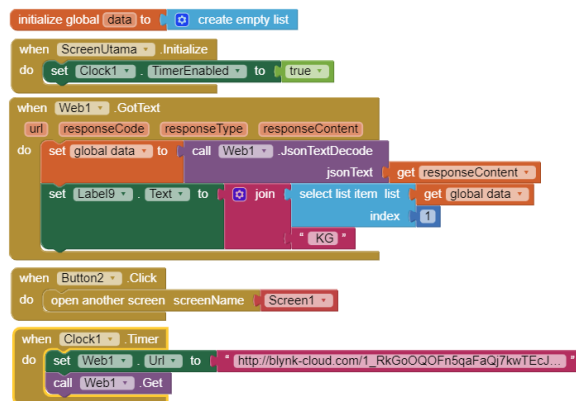 initialize global data to create empty list
when ScreenUtama .Initialize
do set Clock1 . TimerEnabled to true
when Web1 .GotText
url responseCode responseType responseContent
do set global data to call Web1 .JsonTextDecode
jsonText get responseContent
set Label9 . Text to join select list item list get global data
index 1
" KG "
when Button2 .Click
do open another screen screenName Screen1
when Clock1 .Timer
do set Web1 . Url to " http://blynk-cloud.com/1_RkGoOQOFn5qaFaQj7kwTEcJ...
call Web1 .Get